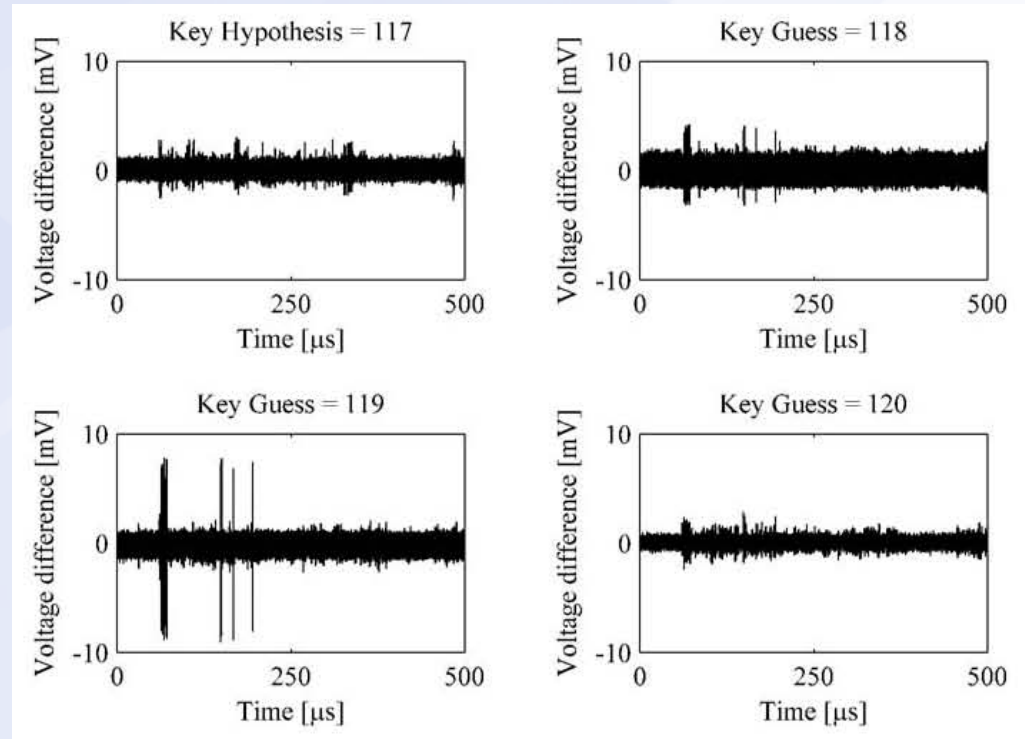 Key Hypothesis = 117
Voltage difference [mV]
10
0
-10
0
250
500
Time [μs]
Key Guess = 118
Voltage difference [mV]
10
0
-10
0
250
500
Time [μs]
Key Guess = 119
Voltage difference [mV]
10
0
-10
0
250
500
Time [μs]
Key Guess = 120
Voltage difference [mV]
10
0
-10
0
250
500
Time [μs]